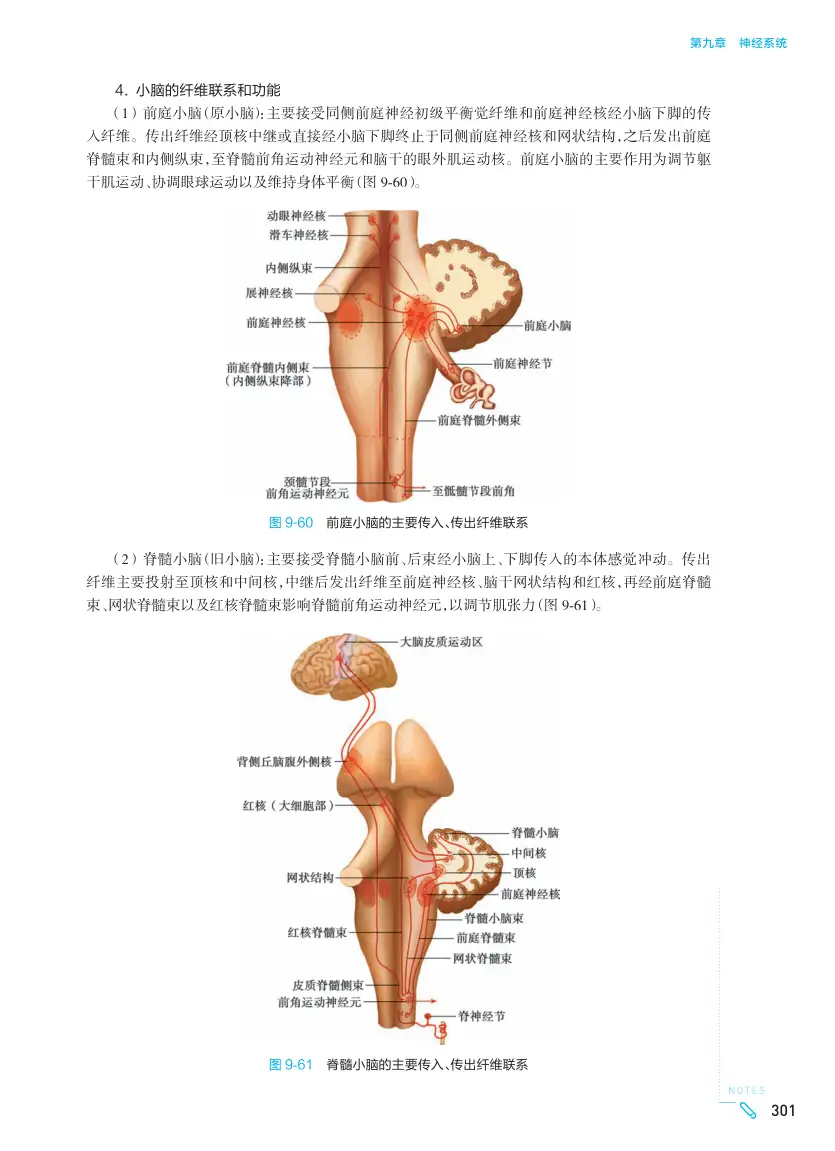 第九章 神经系统
4. 小脑的纤维联系和功能
（1）前庭小脑（原小脑）：主要接受同侧前庭神经初级平衡觉纤维和前庭神经核经小脑下脚的传
入纤维。传出纤维经顶核中继或直接经小脑下脚终止于同侧前庭神经核和网状结构，之后发出前庭
脊髓束和内侧纵束，至脊髓前角运动神经元和脑干的眼外肌运动核。前庭小脑的主要作用为调节躯
干肌运动、协调眼球运动以及维持身体平衡（图 9-60）。
动眼神经核
滑车神经核
内侧纵束
展神经核
前庭神经核
前庭小脑
前庭脊髓内侧束
（内侧纵束降部）
前庭神经节
前庭脊髓外侧束
颈髓节段
前角运动神经元
至骶髓节段前角
图 9-60 前庭小脑的主要传入、传出纤维联系
（2）脊髓小脑（旧小脑）：主要接受脊髓小脑前、后束经小脑上、下脚传入的本体感觉冲动。传出
纤维主要投射至顶核和中间核，中继后发出纤维至前庭神经核、脑干网状结构和红核，再经前庭脊髓
束、网状脊髓束以及红核脊髓束影响脊髓前角运动神经元，以调节肌张力（图 9-61）。
大脑皮质运动区
背侧丘脑腹外侧核
红核（大细胞部）
脊髓小脑
中间核
顶核
网状结构
前庭神经核
脊髓小脑束
红核脊髓束
前庭脊髓束
网状脊髓束
皮质脊髓侧束
前角运动神经元
脊神经节
图 9-61 脊髓小脑的主要传入、传出纤维联系
NOTES
301